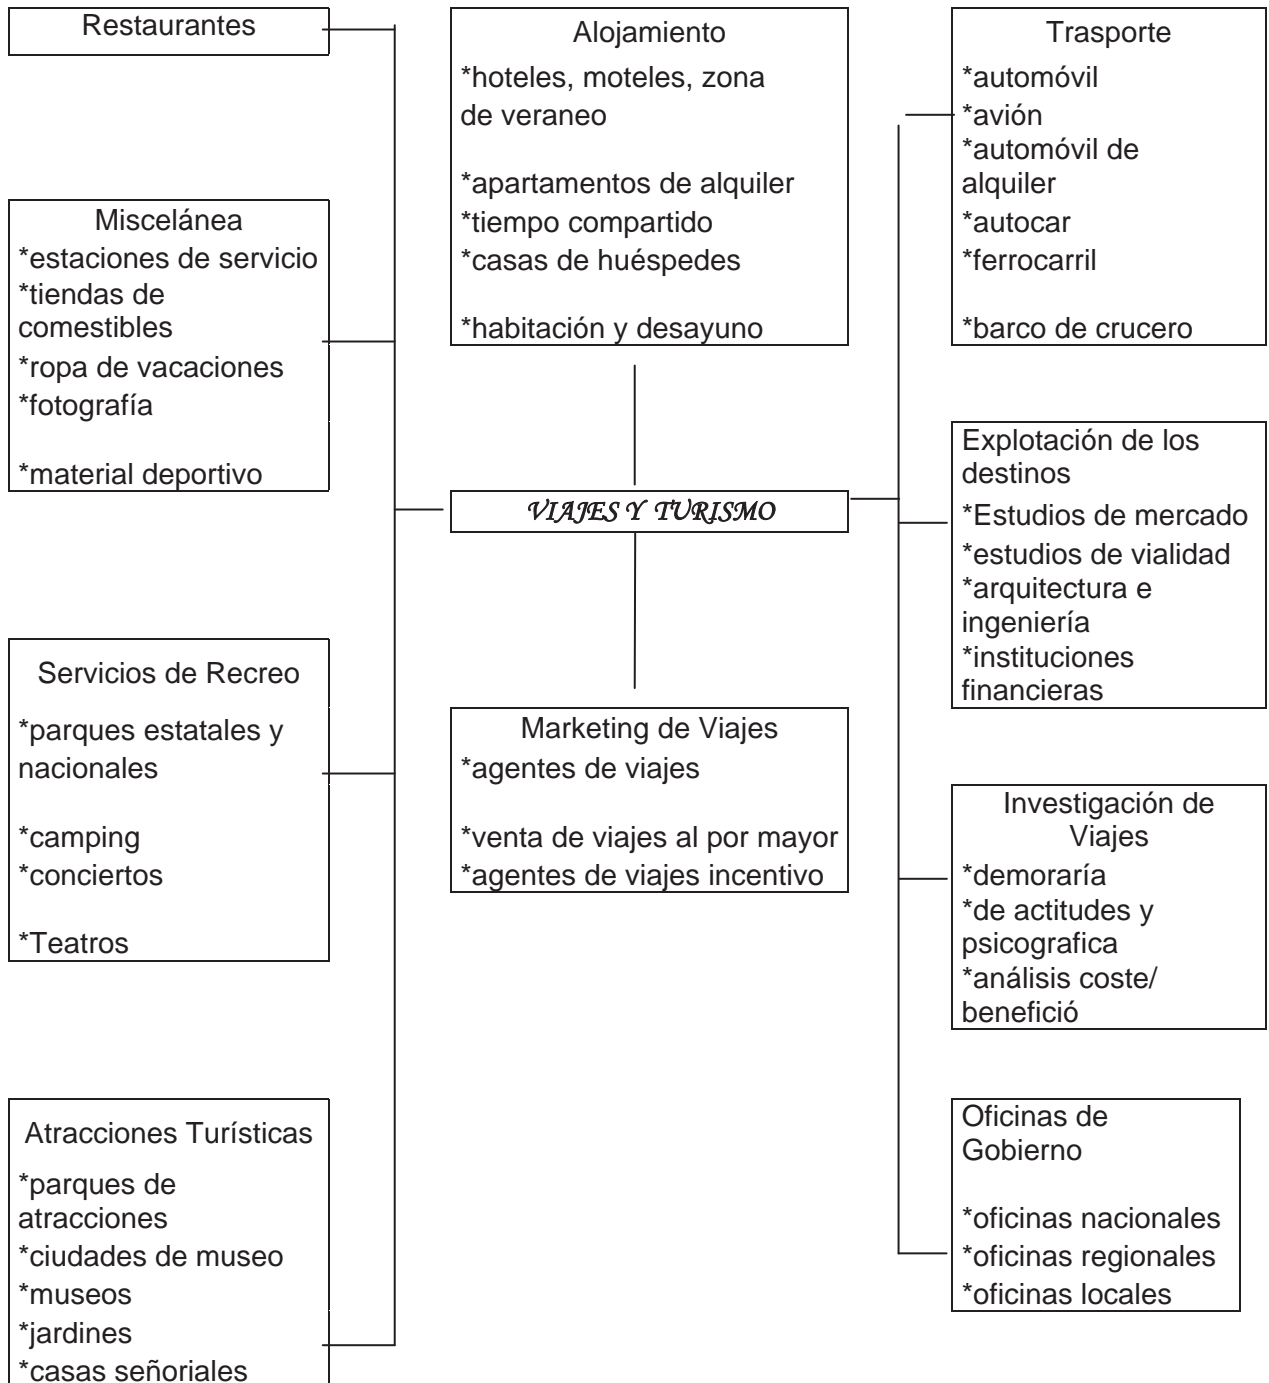 Restaurantes
Miscelánea
*estaciones de servicio
*tiendas de
comestibles
*ropa de vacaciones
*fotografía
*material deportivo
Servicios de Recreo
*parques estatales y
nacionales
*camping
*conciertos
*Teatros
Atracciones Turísticas
*parques de
atracciones
*ciudades de museo
*museos
*jardines
*casas señoriales
Alojamiento
*hoteles, moteles, zona
de veraneo
*apartamentos de alquiler
*tiempo compartido
*casas de huéspedes
*habitación y desayuno
VIAJES Y TURISMO
Marketing de Viajes
*agentes de viajes
*venta de viajes al por mayor
*agentes de viajes incentivo
Trasporte
*automóvil
*avión
*automóvil de
alquiler
*autocar
*ferrocarril
*barco de crucero
Explotación de los
destinos
*Estudios de mercado
*estudios de vialidad
*arquitectura e
ingeniería
*instituciones
financieras
Investigación de
Viajes
*demoraría
*de actitudes y
psicografica
*análisis coste/
benefició
Oficinas de
Gobierno
*oficinas nacionales
*oficinas regionales
*oficinas locales